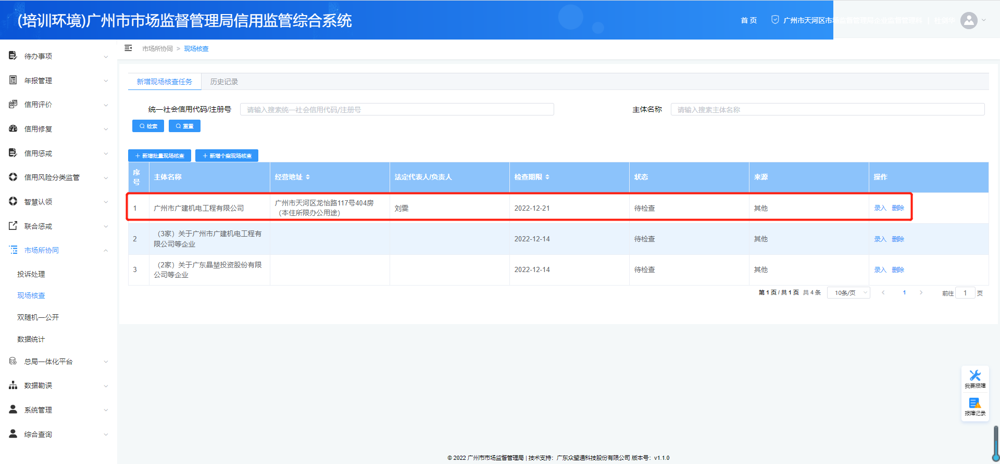 (培训环境)广州市市场监督管理局信用监管综合系统
首页
广州市天河区市场监督管理局企业监督管理科
待办事项
年报管理
信用评价
信用修复
信用惩戒
信用风险分类监管
智慧认领
联合惩戒
市场所协同
投诉处理
现场核查
双随机一公开
数据统计
总局一体化平台
数据勘误
系统管理
综合查询
市场所协同 > 现场核查
新增现场核查任务 历史记录
统一社会信用代码/注册号 请输入搜索统一社会信用代码/注册号 主体名称 请输入搜索主体名称
检索 重置
新增批量现场核查 新增个案现场核查
序号 主体名称 经营地址 法定代表人/负责人 检查期限 状态 来源 操作
1 广州市广建机电工程有限公司 广州市天河区龙怡路117号404房（本住所限办公用途） 刘雯 2022-12-21 待检查 其他 录入 删除
2 （3家）关于广州市广建机电工程有限公司等企业 2022-12-14 待检查 其他 录入 删除
3 （2家）关于广东晶堃投资股份有限公司等企业 2022-12-14 待检查 其他 录入 删除
第 1 页 / 共 1 页 共 4 条 10条/页 1 前往 1 页
我要报障
报障记录
© 2022 广州市市场监督管理局 | 技术支持：广东众望通科技股份有限公司 版本号：v1.1.0